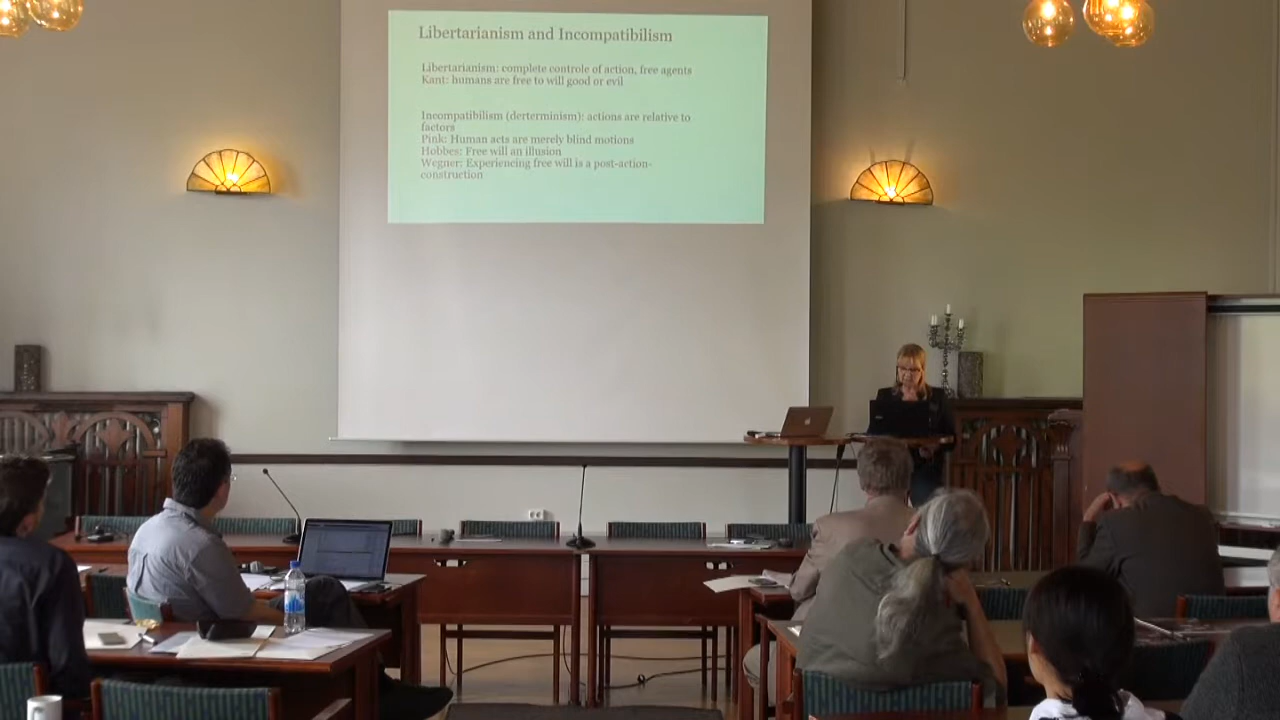 Libertarianism and Incompatibilism
Libertarianism: complete controle of action, free agents
Kant: humans are free to will good or evil
Incompatibilism (derterminism): actions are relative to
factors
Pink: Human acts are merely blind motions
Hobbes: Free will an illusion
Wegner: Experiencing free will is a post-action-
construction